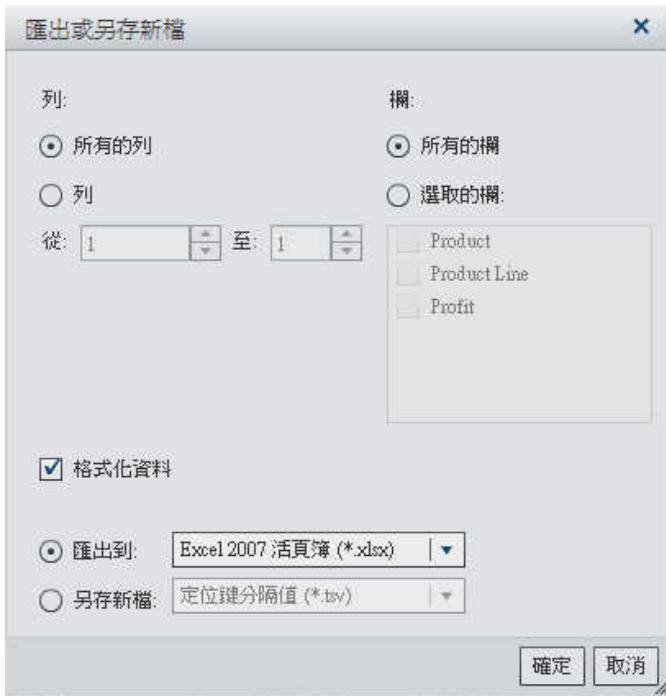 匯出或另存新檔
列:
所有的列
列
從: 1 至: 1
欄:
所有的欄
選取的欄:
Product
Product Line
Profit
格式化資料
匯出到: Excel 2007 活頁簿 (*.xlsx)
另存新檔: 定位鍵分隔值 (*.tsv)
確定 取消